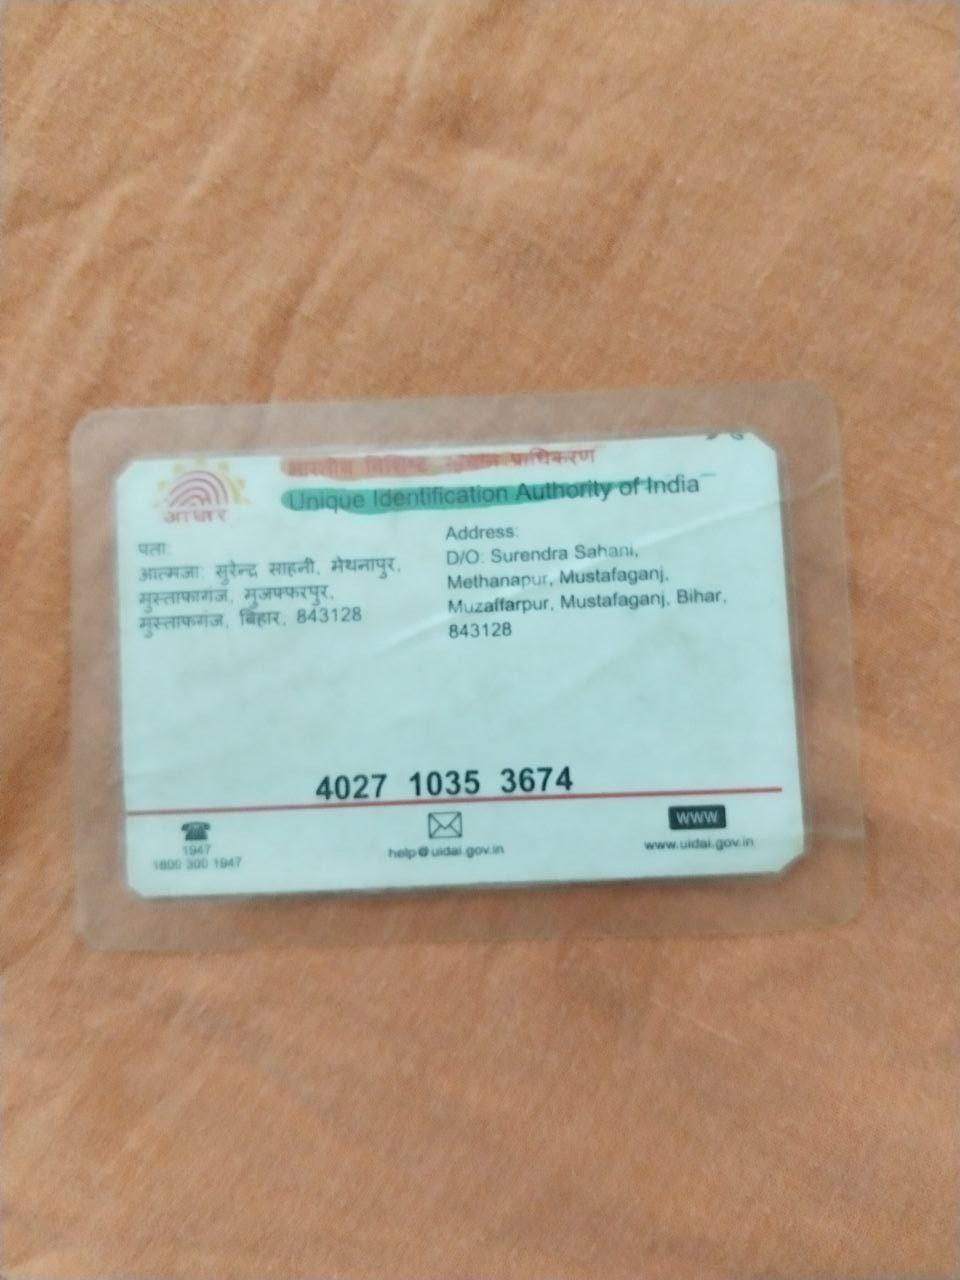 भारतीय विशिष्ट पहचान प्राधिकरण
Unique Identification Authority of India
आधार
पता:
आत्मजा: सुरेन्द्र साहनी, मेथनापुर,
मुस्ताफागंज, मुजफ्फरपुर,
मुस्ताफगंज, बिहार, 843128
Address:
D/O: Surendra Sahani,
Methanapur, Mustafaganj,
Muzaffarpur, Mustafaganj, Bihar,
843128
4027 1035 3674
1947
1800 300 1947
help@uidai.gov.in
WWW
www.uidai.gov.in